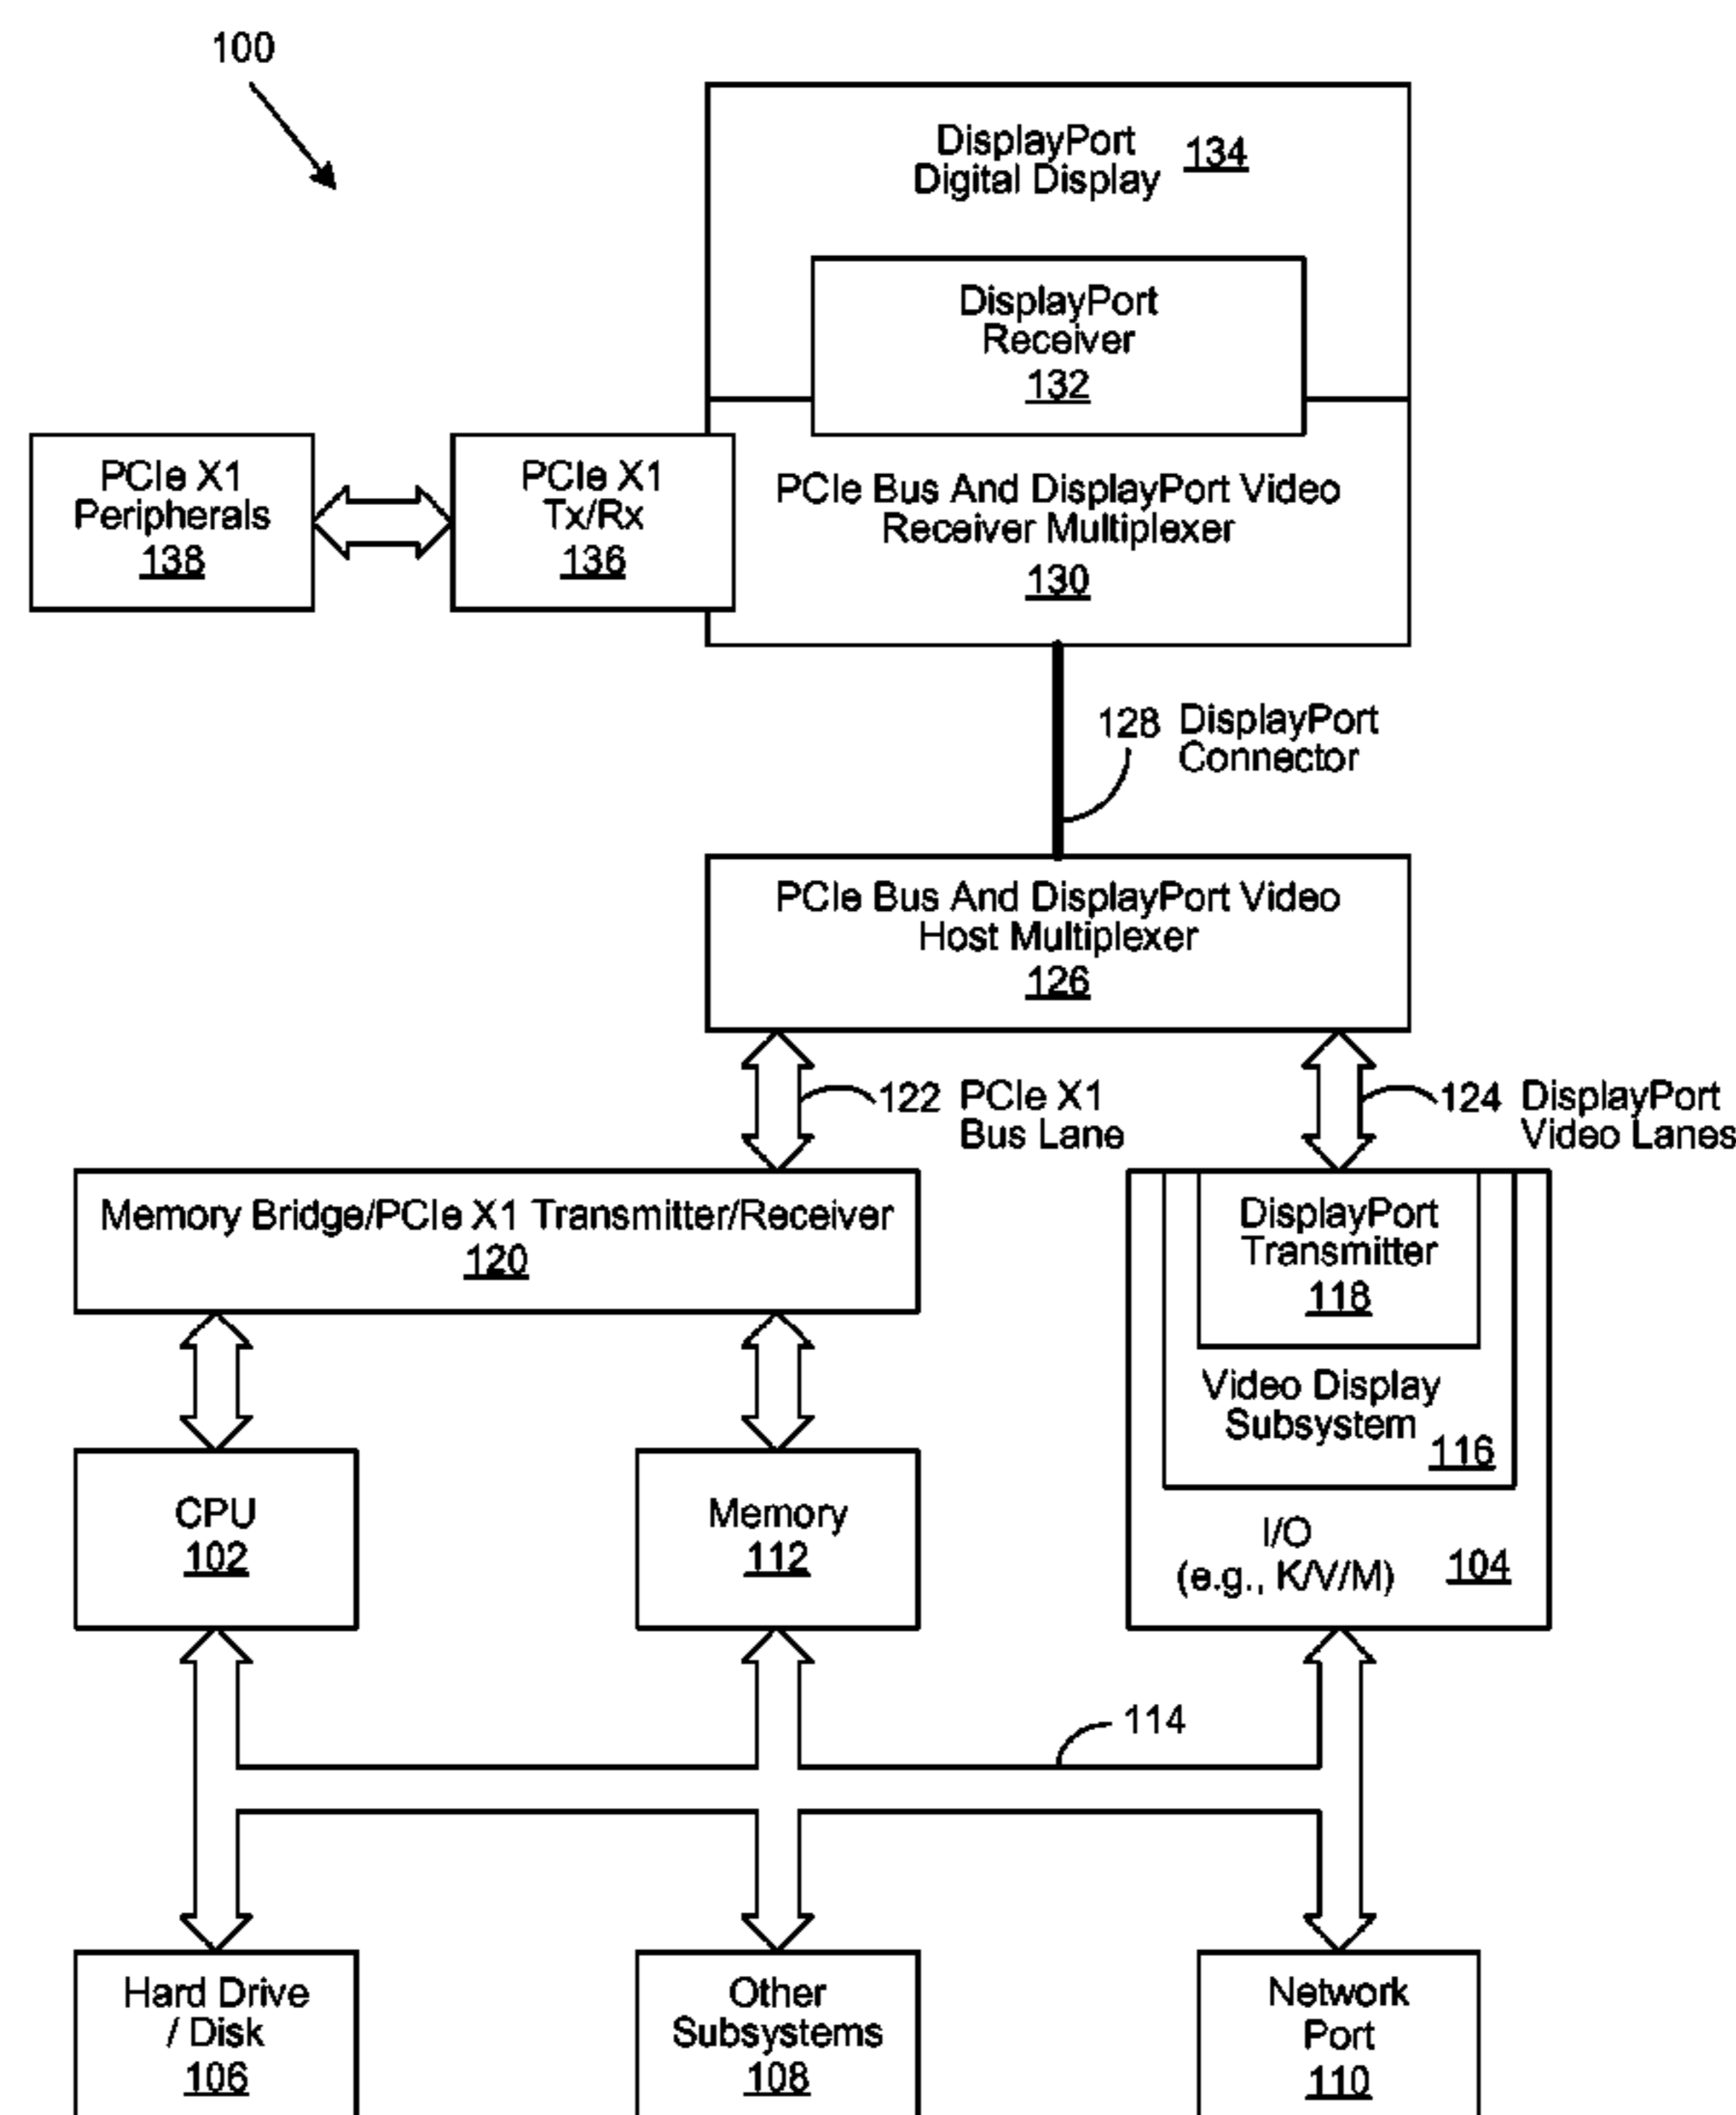 100
DisplayPort
Digital Display
134
DisplayPort
Receiver
132
PCIe X1
Peripherals
138
PCIe X1
Tx/Rx
136
PCIe Bus And DisplayPort Video
Receiver Multiplexer
130
128 DisplayPort
Connector
PCIe Bus And DisplayPort Video
Host Multiplexer
126
122 PCIe X1
Bus Lane
124 DisplayPort
Video Lanes
Memory Bridge/PCIe X1 Transmitter/Receiver
120
DisplayPort
Transmitter
118
Video Display
Subsystem
116
CPU
102
Memory
112
I/O
(e.g., K/V/M)
104
114
Hard Drive
/ Disk
106
Other
Subsystems
108
Network
Port
110